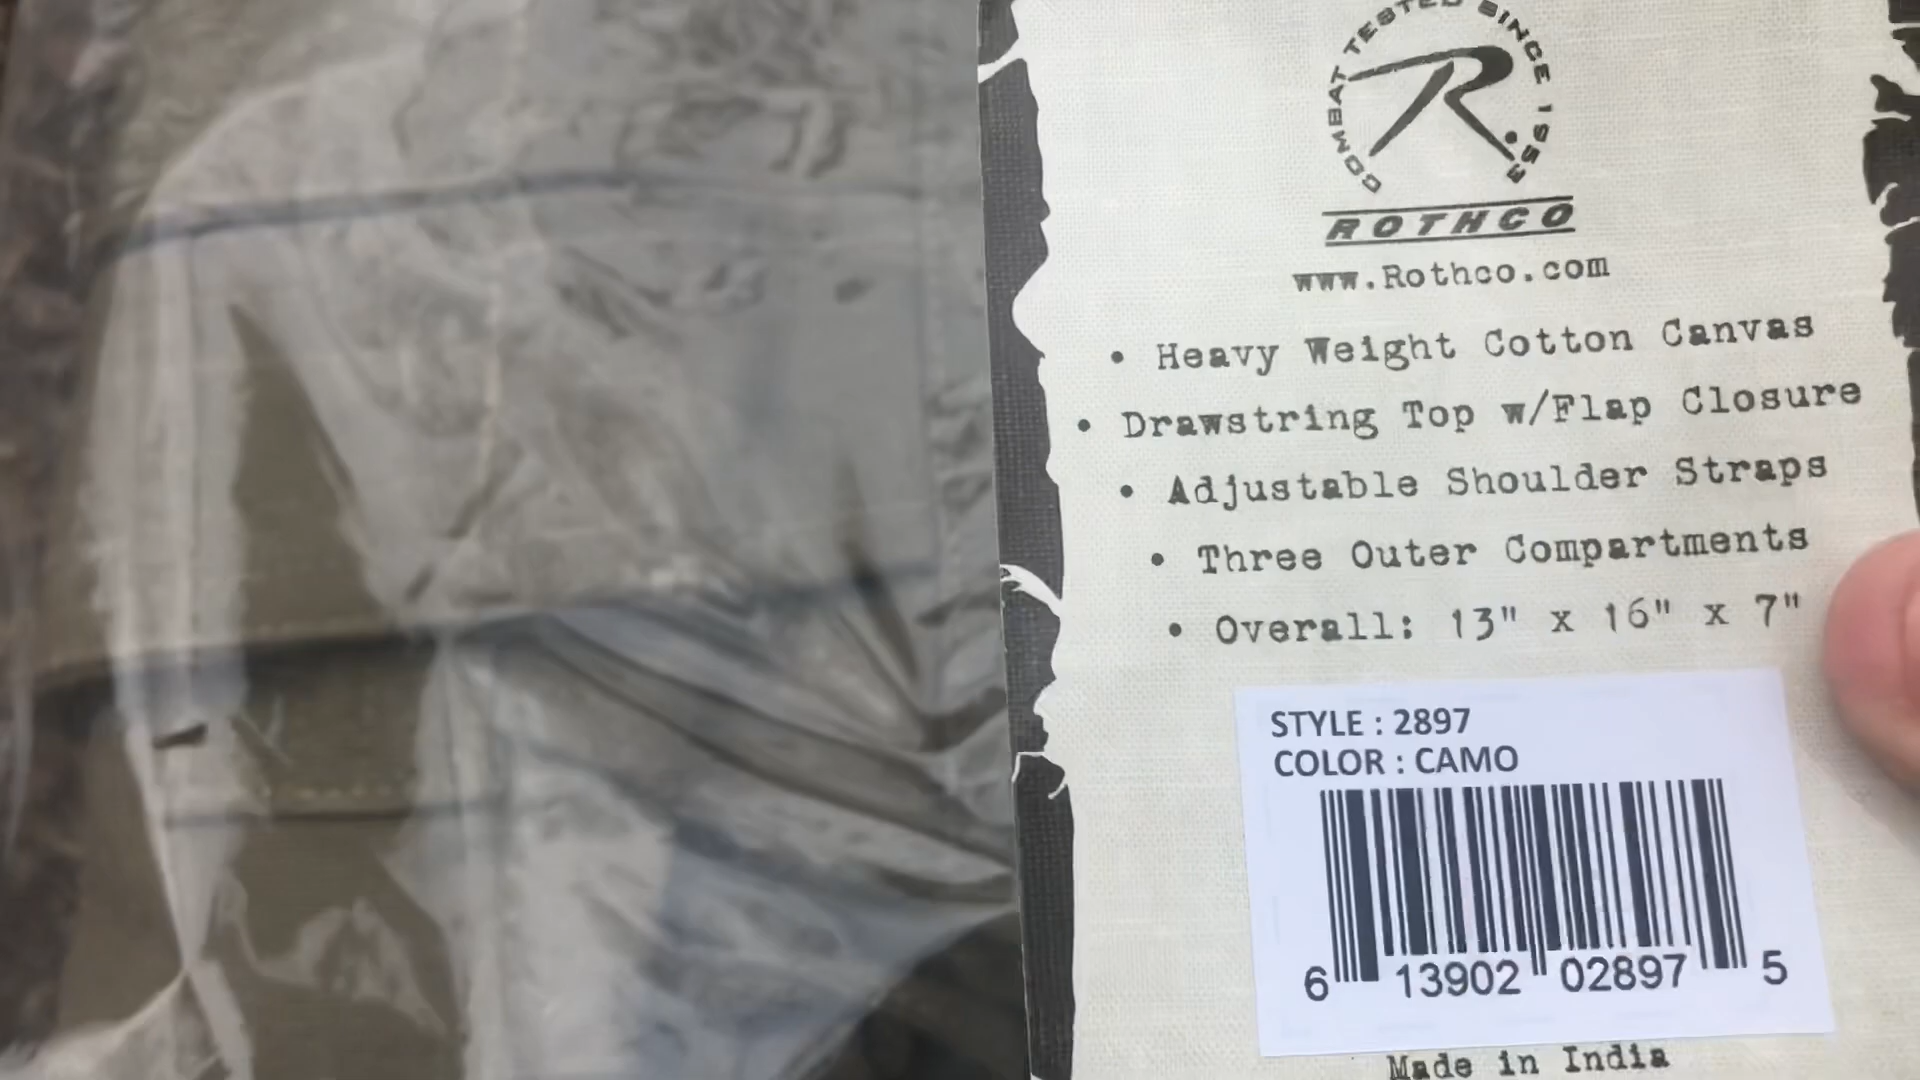 COMBAT TESTED SINCE 1953
R
ROTHCO
www.Rothco.com
• Heavy Weight Cotton Canvas
• Drawstring Top w/Flap Closure
• Adjustable Shoulder Straps
• Three Outer Compartments
• Overall: 13" x 16" x 7"
STYLE : 2897
COLOR : CAMO
6 13902 02897 5
Made in India